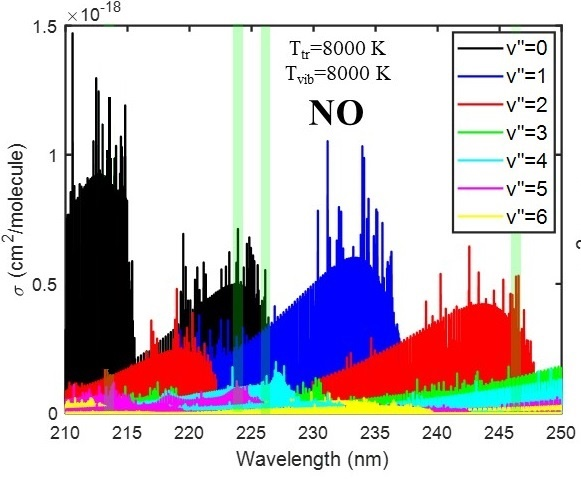 ×10⁻¹⁸
1.5
1
0.5
0
σ (cm²/molecule)
T_tr=8000 K
T_vib=8000 K
NO
v''=0
v''=1
v''=2
v''=3
v''=4
v''=5
v''=6
210 215 220 225 230 235 240 245 250
Wavelength (nm)